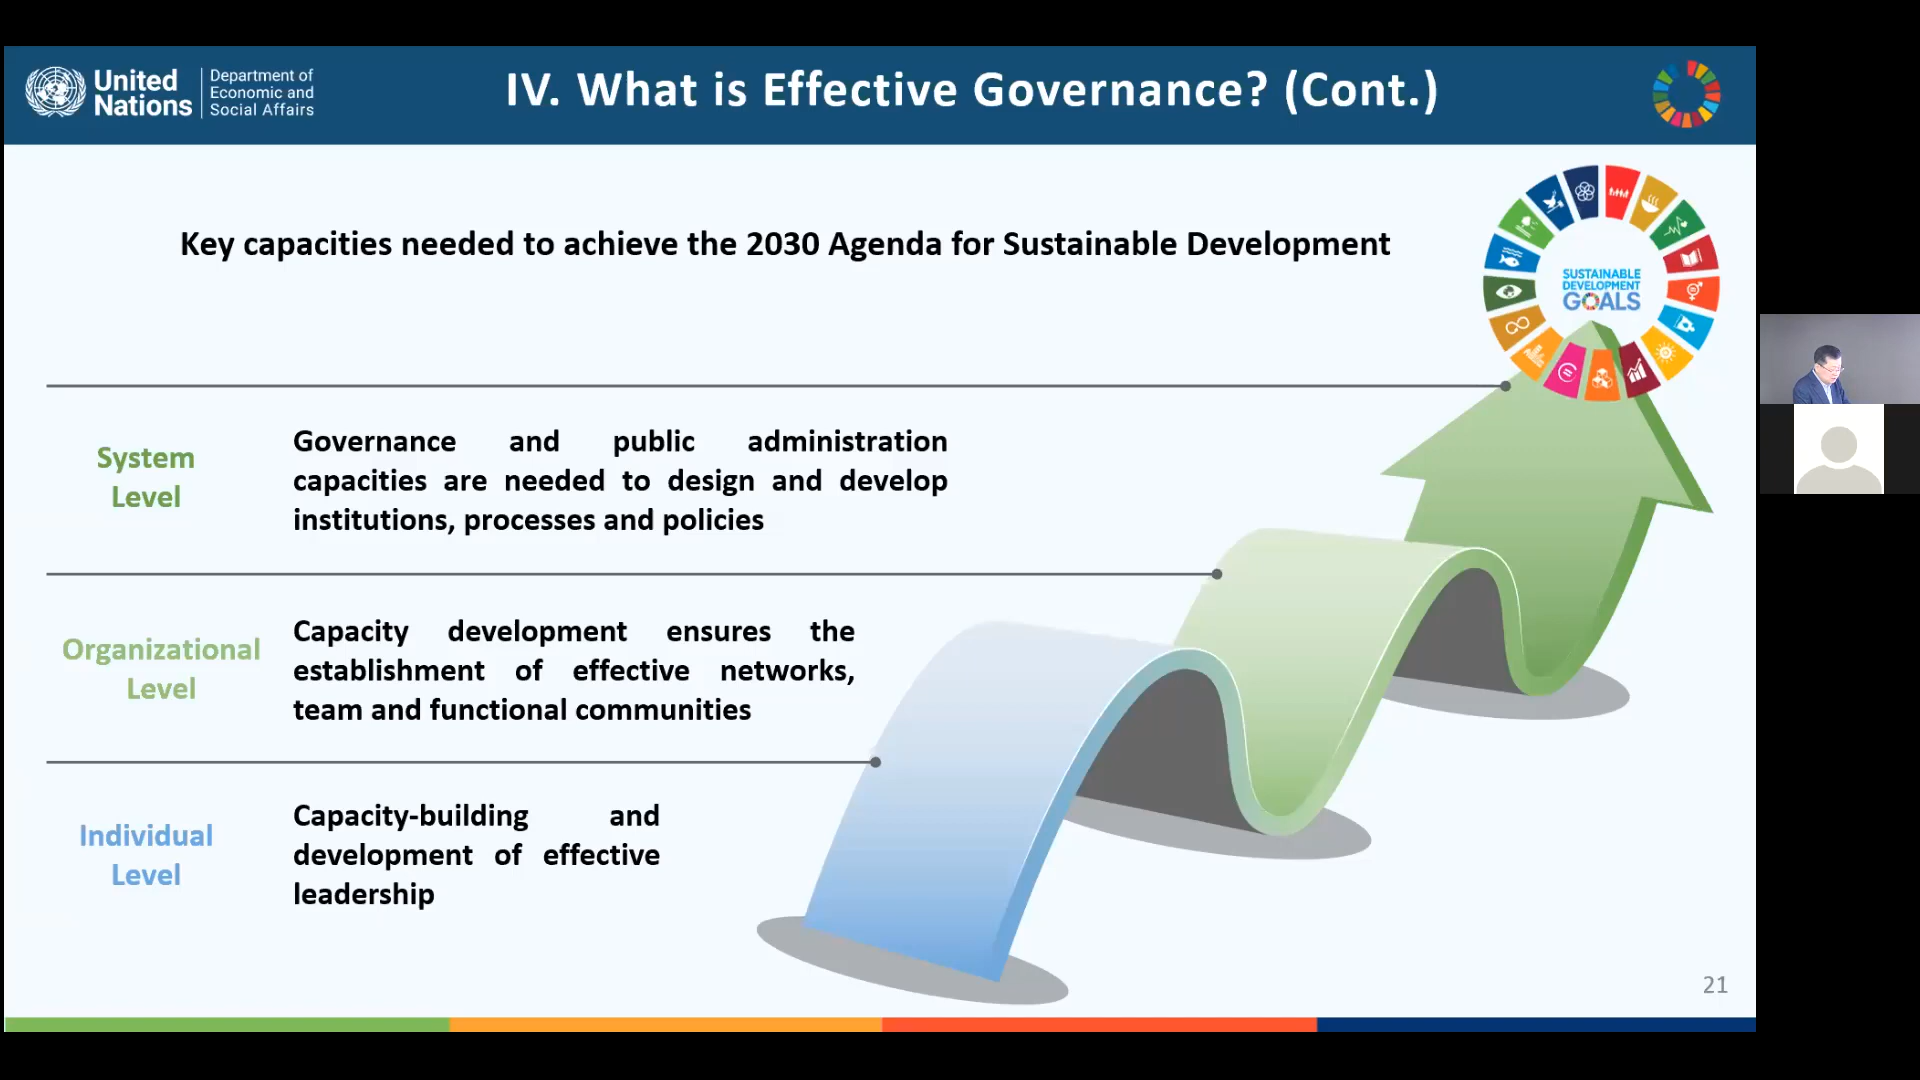 United
Nations
Department of
Economic and
Social Affairs
IV. What is Effective Governance? (Cont.)
Key capacities needed to achieve the 2030 Agenda for Sustainable Development
SUSTAINABLE
DEVELOPMENT
GOALS
System
Level
Governance and public administration
capacities are needed to design and develop
institutions, processes and policies
Organizational
Level
Capacity development ensures the
establishment of effective networks,
team and functional communities
Individual
Level
Capacity-building and
development of effective
leadership
21